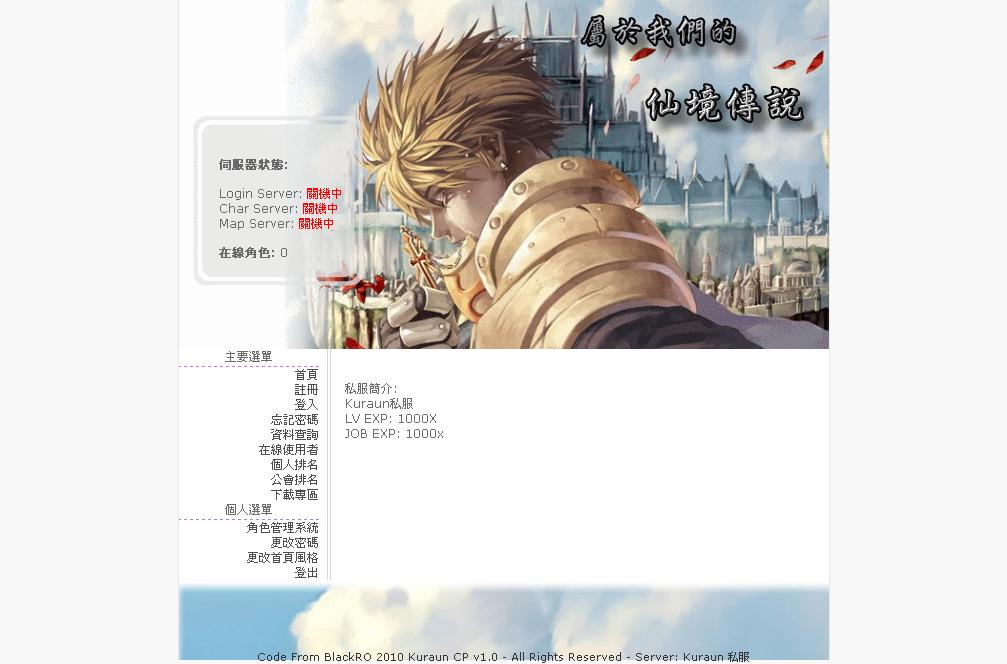 屬於我們的
仙境傳說
伺服器狀態:
Login Server: 關機中
Char Server: 關機中
Map Server: 關機中
在線角色: 0
主要選單
首頁
註冊
登入
忘記密碼
資料查詢
在線使用者
個人排名
公會排名
下載專區
個人選單
角色管理系統
更改密碼
更改首頁風格
登出
私服簡介:
Kuraun私服
LV EXP: 1000X
JOB EXP: 1000x
Code From BlackRO 2010 Kuraun CP v1.0 - All Rights Reserved - Server: Kuraun 私服